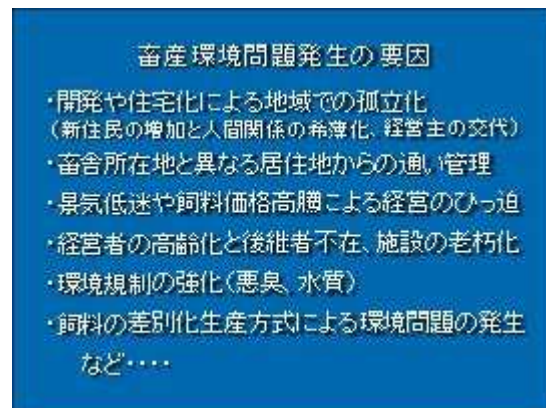 畜産環境問題発生の要因
・開発や住宅化による地域での孤立化
（新住民の増加と人間関係の希薄化、経営主の交代）
・畜舎所在地と異なる居住地からの通い管理
・景気低迷や飼料価格高騰による経営のひっ迫
・経営者の高齢化と後継者不在、施設の老朽化
・環境規制の強化（悪臭、水質）
・飼料の差別化生産方式による環境問題の発生
など・・・・